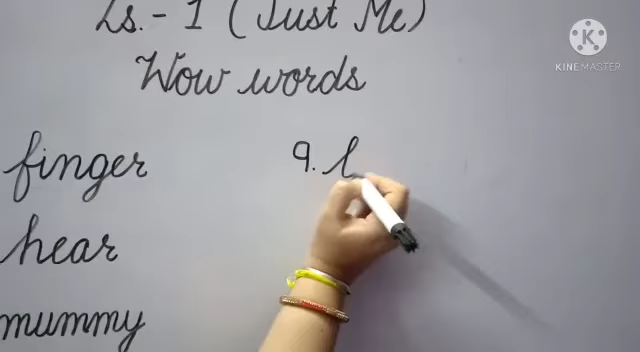 Ls. - 1 (Just Me)
KINEMASTER
Wow words
finger
9. l
hear
mummy